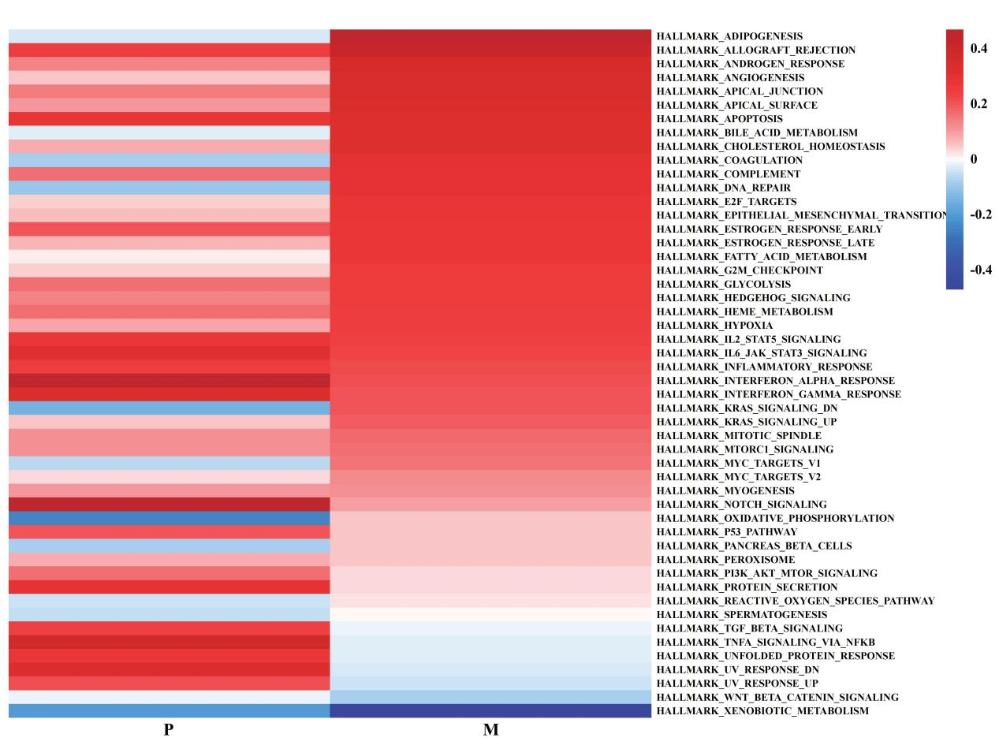 HALLMARK_ADIPOGENESIS
HALLMARK_ALLOGRAFT_REJECTION
HALLMARK_ANDROGEN_RESPONSE
HALLMARK_ANGIOGENESIS
HALLMARK_APICAL_JUNCTION
HALLMARK_APICAL_SURFACE
HALLMARK_APOPTOSIS
HALLMARK_BILE_ACID_METABOLISM
HALLMARK_CHOLESTEROL_HOMEOSTASIS
HALLMARK_COAGULATION
HALLMARK_COMPLEMENT
HALLMARK_DNA_REPAIR
HALLMARK_E2F_TARGETS
HALLMARK_EPITHELIAL_MESENCHYMAL_TRANSITION
HALLMARK_ESTROGEN_RESPONSE_EARLY
HALLMARK_ESTROGEN_RESPONSE_LATE
HALLMARK_FATTY_ACID_METABOLISM
HALLMARK_G2M_CHECKPOINT
HALLMARK_GLYCOLYSIS
HALLMARK_HEDGEHOG_SIGNALING
HALLMARK_HEME_METABOLISM
HALLMARK_HYPOXIA
HALLMARK_IL2_STAT5_SIGNALING
HALLMARK_IL6_JAK_STAT3_SIGNALING
HALLMARK_INFLAMMATORY_RESPONSE
HALLMARK_INTERFERON_ALPHA_RESPONSE
HALLMARK_INTERFERON_GAMMA_RESPONSE
HALLMARK_KRAS_SIGNALING_DN
HALLMARK_KRAS_SIGNALING_UP
HALLMARK_MITOTIC_SPINDLE
HALLMARK_MTORC1_SIGNALING
HALLMARK_MYC_TARGETS_V1
HALLMARK_MYC_TARGETS_V2
HALLMARK_MYOGENESIS
HALLMARK_NOTCH_SIGNALING
HALLMARK_OXIDATIVE_PHOSPHORYLATION
HALLMARK_P53_PATHWAY
HALLMARK_PANCREAS_BETA_CELLS
HALLMARK_PEROXISOME
HALLMARK_PI3K_AKT_MTOR_SIGNALING
HALLMARK_PROTEIN_SECRETION
HALLMARK_REACTIVE_OXYGEN_SPECIES_PATHWAY
HALLMARK_SPERMATOGENESIS
HALLMARK_TGF_BETA_SIGNALING
HALLMARK_TNFA_SIGNALING_VIA_NFKB
HALLMARK_UNFOLDED_PROTEIN_RESPONSE
HALLMARK_UV_RESPONSE_DN
HALLMARK_UV_RESPONSE_UP
HALLMARK_WNT_BETA_CATENIN_SIGNALING
HALLMARK_XENOBIOTIC_METABOLISM
0.4
0.2
0
-0.2
-0.4
P
M